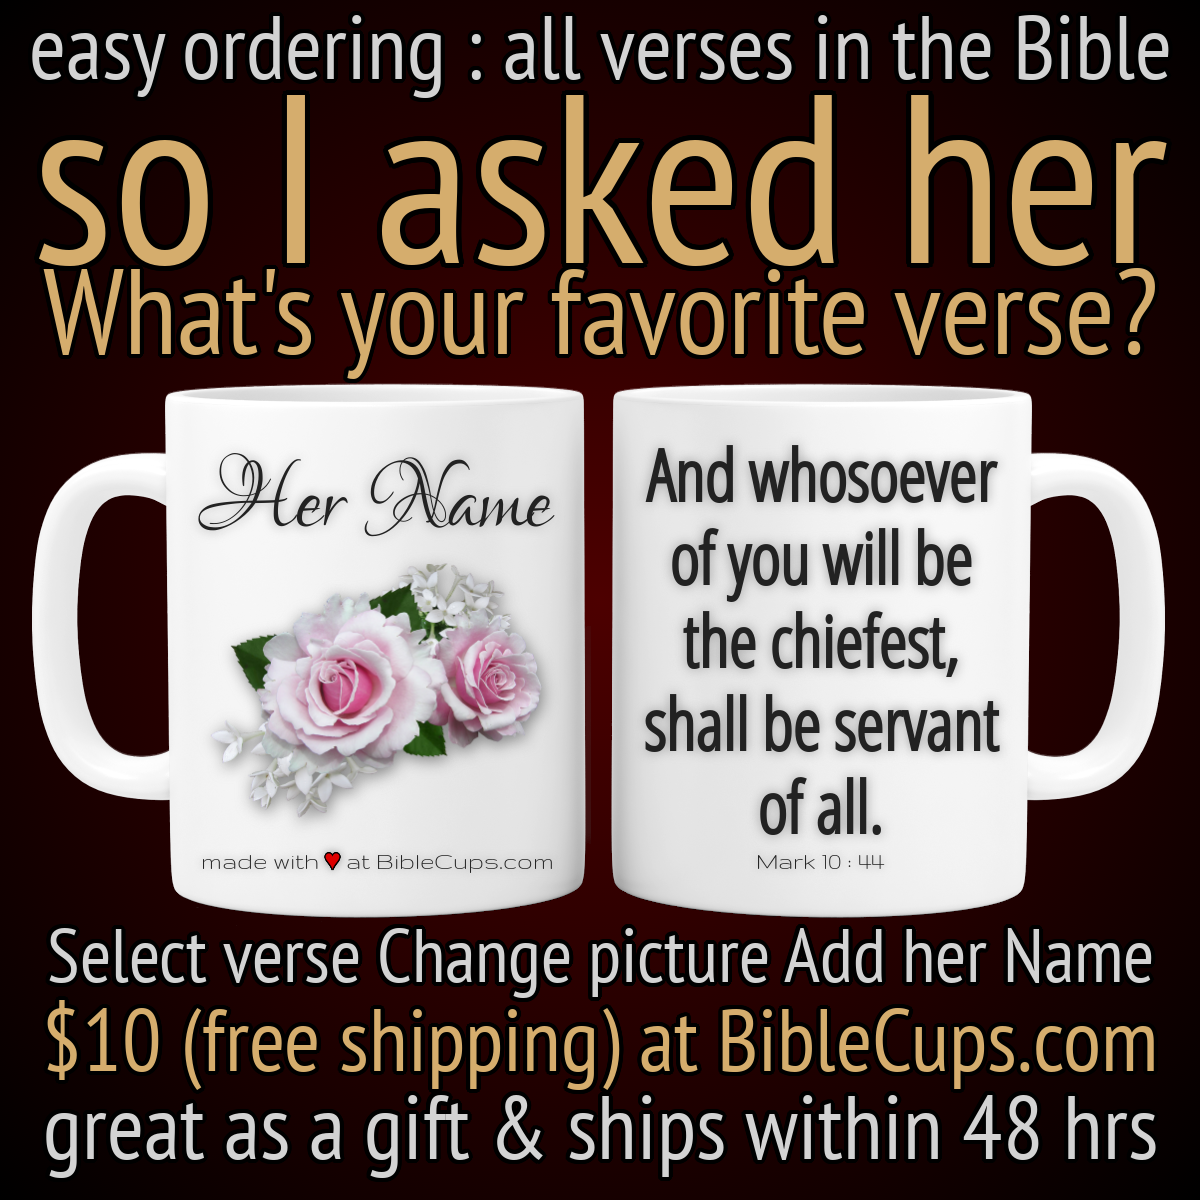 easy ordering : all verses in the Bible
so I asked her
What's your favorite verse?
Her Name
made with at BibleCups.com
And whosoever
of you will be
the chiefest,
shall be servant
of all.
Mark 10 : 44
Select verse Change picture Add her Name
$10 (free shipping) at BibleCups.com
great as a gift & ships within 48 hrs